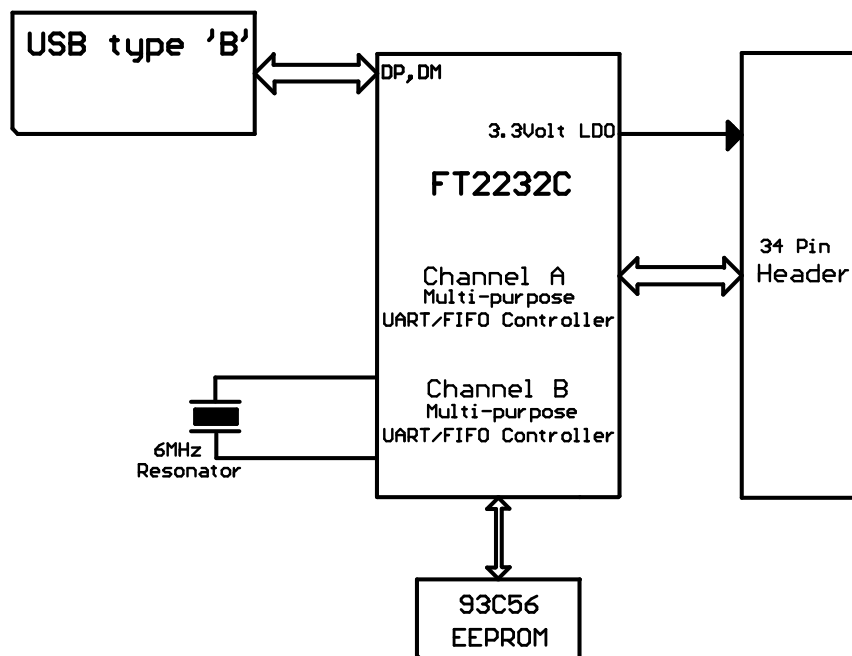 USB type 'B'
DP,DM
3.3Volt LDO
FT2232C
34 Pin
Header
Channel A
Multi-purpose
UART/FIFO Controller
Channel B
Multi-purpose
UART/FIFO Controller
6MHz
Resonator
93C56
EEPROM